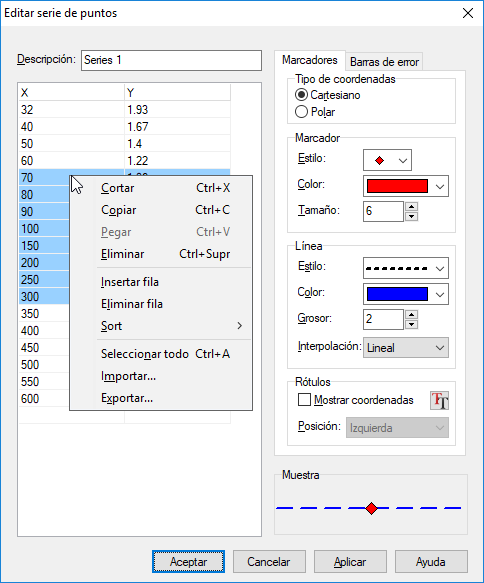 Editar serie de puntos
Descripción: Series 1
X Y
32 1.93
40 1.67
50 1.4
60 1.22
70
80
90
100
150
200
250
300
350
400
450
500
550
600
Cortar Ctrl+X
Copiar Ctrl+C
Pegar Ctrl+V
Eliminar Ctrl+Supr
Insertar fila
Eliminar fila
Sort
Seleccionar todo Ctrl+A
Importar...
Exportar...
Marcadores Barras de error
Tipo de coordenadas
Cartesiano
Polar
Marcador
Estilo:
Color:
Tamaño: 6
Línea
Estilo:
Color:
Grosor: 2
Interpolación: Lineal
Rótulos
Mostrar coordenadas TT
Posición: Izquierda
Muestra
Aceptar Cancelar Aplicar Ayuda